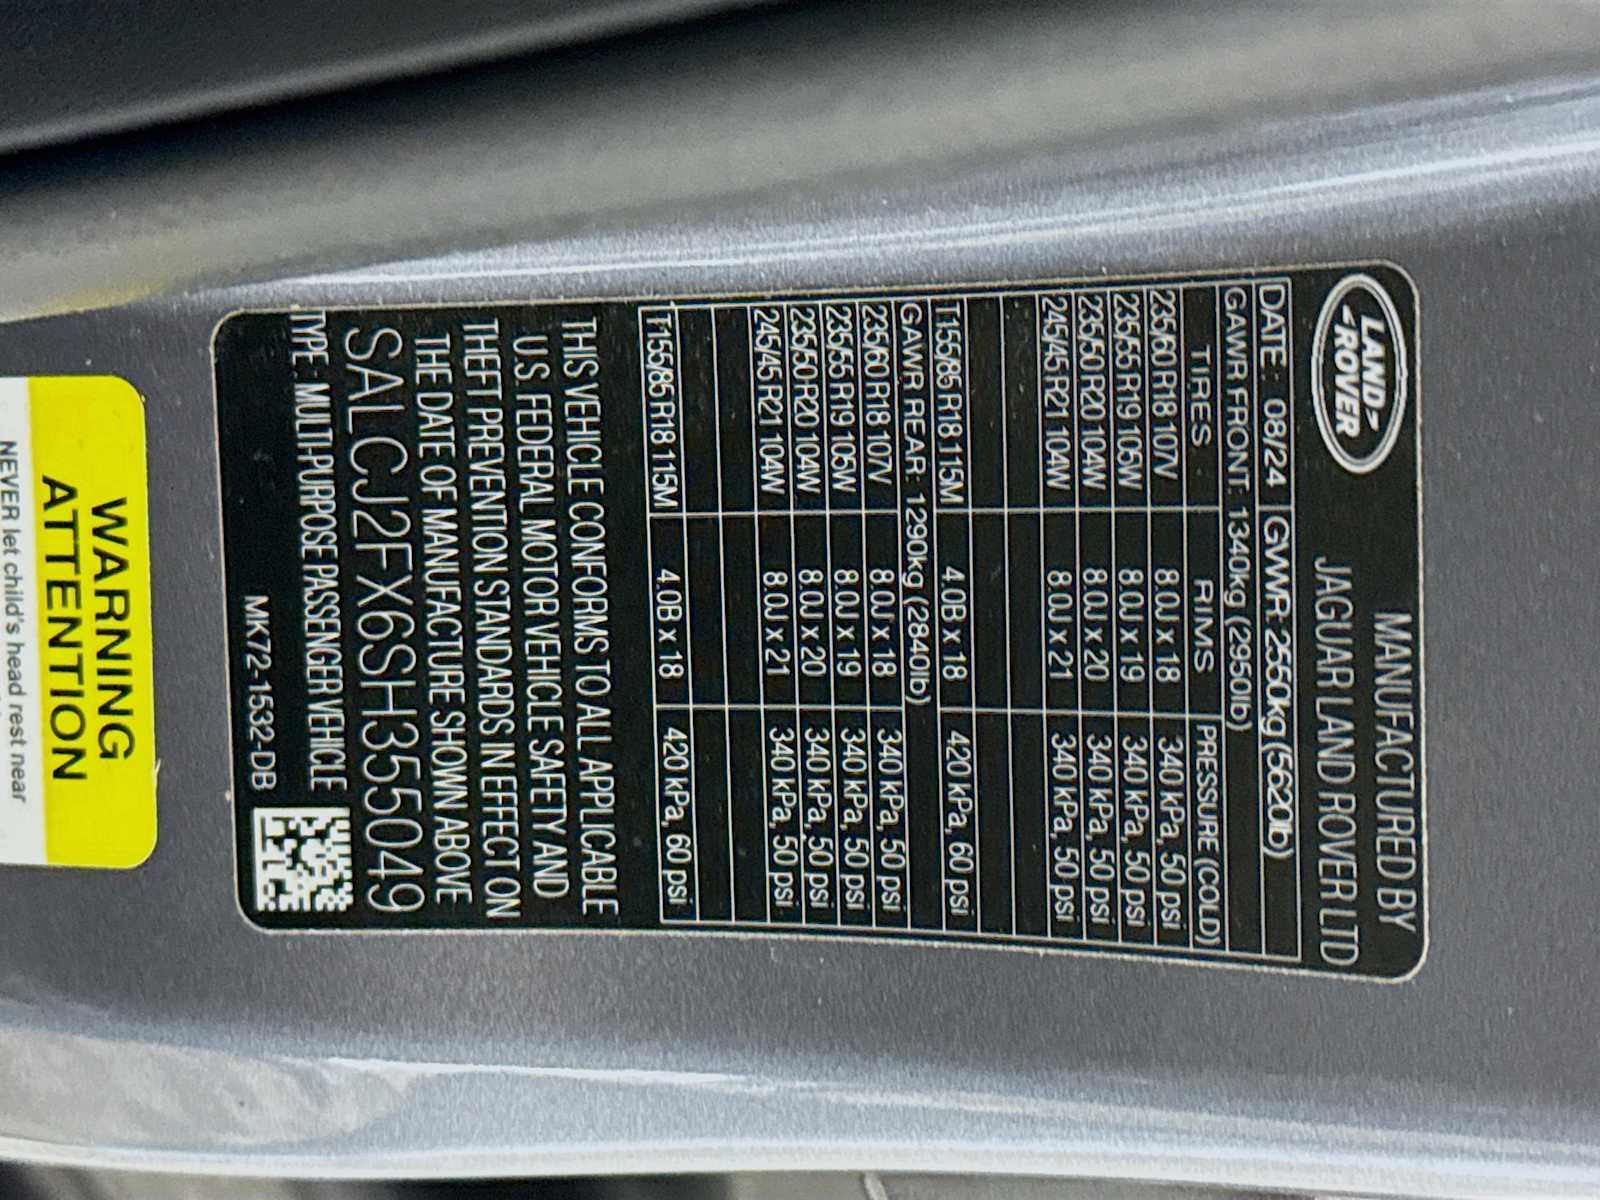 LAND ROVER
MANUFACTURED BY
JAGUAR LAND ROVER LTD
DATE : 08/24 GVWR: 2550kg (5620lb)
GAWR FRONT: 1340kg (2950lb)
TIRES RIMS PRESSURE (COLD)
235/60 R18 107V 8.0J x 18 340 kPa, 50 psi
235/55 R19 105W 8.0J x 19 340 kPa, 50 psi
235/50 R20 104W 8.0J x 20 340 kPa, 50 psi
245/45 R21 104W 8.0J x 21 340 kPa, 50 psi
T155/85 R18 115M 4.0B x 18 420 kPa, 60 psi
GAWR REAR: 1290kg (2840lb)
235/60 R18 107V 8.0J x 18 340 kPa, 50 psi
235/55 R19 105W 8.0J x 19 340 kPa, 50 psi
235/50 R20 104W 8.0J x 20 340 kPa, 50 psi
245/45 R21 104W 8.0J x 21 340 kPa, 50 psi
T155/85 R18 115M 4.0B x 18 420 kPa, 60 psi
THIS VEHICLE CONFORMS TO ALL APPLICABLE
U.S. FEDERAL MOTOR VEHICLE SAFETY AND
THEFT PREVENTION STANDARDS IN EFFECT ON
THE DATE OF MANUFACTURE SHOWN ABOVE
SALCJ2FX6SH355049
TYPE : MULTI-PURPOSE PASSENGER VEHICLE
MK72-1532-DB
WARNING
ATTENTION
NEVER let child's head rest near